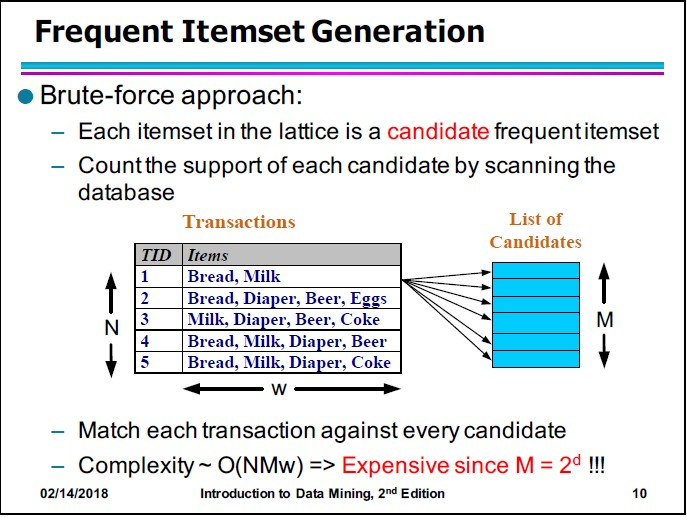 Frequent Itemset Generation
Brute-force approach:
– Each itemset in the lattice is a candidate frequent itemset
– Count the support of each candidate by scanning the
database
Transactions
List of
Candidates
TID Items
1 Bread, Milk
2 Bread, Diaper, Beer, Eggs
3 Milk, Diaper, Beer, Coke
4 Bread, Milk, Diaper, Beer
5 Bread, Milk, Diaper, Coke
N
M
w
– Match each transaction against every candidate
– Complexity ~ O(NMw) => Expensive since M = 2ᵈ !!!
02/14/2018 Introduction to Data Mining, 2ⁿᵈ Edition 10